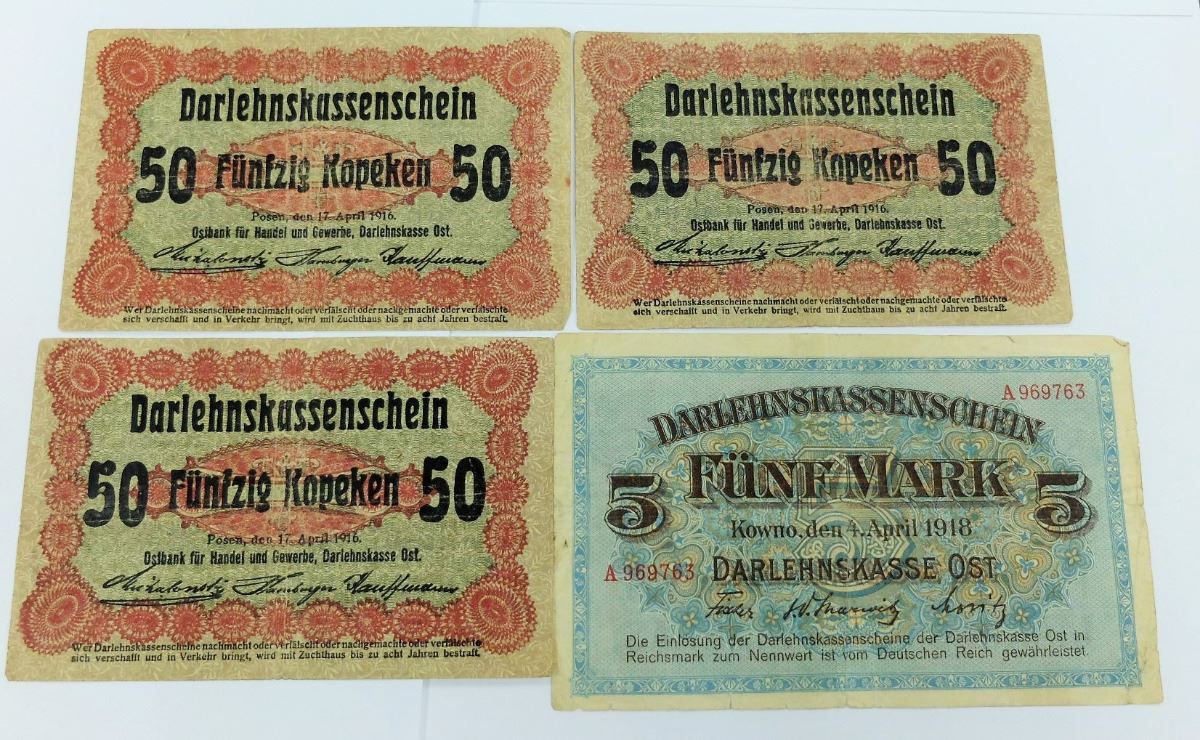 Darlehnskassenschein
50 Fünfzig Kopeken 50
Posen, den 17. April 1916.
Ostbank für Handel und Gewerbe, Darlehnskasse Ost.
Wer Darlehnskassenscheine nachmacht oder verfälscht oder nachgemachte oder verfälschte
sich verschafft und in Verkehr bringt, wird mit Zuchthaus bis zu acht Jahren bestraft.
Darlehnskassenschein
50 Fünfzig Kopeken 50
Posen, den 17. April 1916.
Ostbank für Handel und Gewerbe, Darlehnskasse Ost.
Wer Darlehnskassenscheine nachmacht oder verfälscht oder nachgemachte oder verfälschte
sich verschafft und in Verkehr bringt, wird mit Zuchthaus bis zu acht Jahren bestraft.
Darlehnskassenschein
50 Fünfzig Kopeken 50
Posen, den 17. April 1916.
Ostbank für Handel und Gewerbe, Darlehnskasse Ost.
Wer Darlehnskassenscheine nachmacht oder verfälscht oder nachgemachte oder verfälschte
sich verschafft und in Verkehr bringt, wird mit Zuchthaus bis zu acht Jahren bestraft.
A 969763
DARLEHNSKASSENSCHEIN
5 FÜNF MARK 5
Kowno, den 4. April 1918
A 969763 DARLEHNSKASSE OST
Die Einlösung der Darlehnskassenscheine der Darlehnskasse Ost in
Reichsmark zum Nennwert ist vom Deutschen Reich gewährleistet.